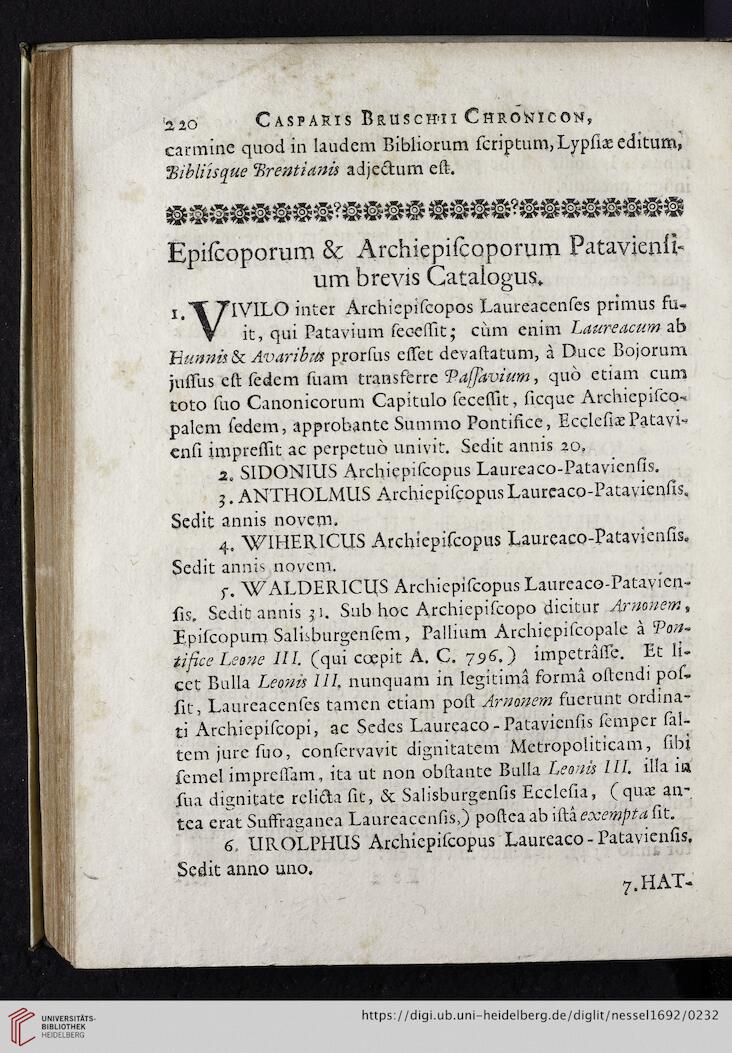 220 CASPARIS BRUSCHII CHRONICON,
carmine quod in laudem Bibliorum ſcriptum, Lypſiæ editum,
Bibliisque Brentianis adjectum eſt.
Epiſcoporum & Archiepiſcoporum Patavienſi-
um brevis Catalogus.
1. VIVILO inter Archiepiſcopos Laureacenſes primus fu-
it, qui Patavium ſeceſſit; cùm enim Laureacum ab
Hunnis & Avaribus prorſus eſſet devaſtatum, à Duce Bojorum
juſſus eſt ſedem ſuam transferre Paſſavium, quò etiam cum
toto ſuo Canonicorum Capitulo ſeceſſit, ſicque Archiepiſco-
palem ſedem, approbante Summo Pontifice, Eccleſiæ Patavi-
enſi impreſſit ac perpetuò univit. Sedit annis 20.
2. SIDONIUS Archiepiſcopus Laureaco-Patavienſis.
3. ANTHOLMUS Archiepiſcopus Laureaco-Patavienſis.
Sedit annis novem.
4. WIHERICUS Archiepiſcopus Laureaco-Patavienſis.
Sedit annis novem.
5. WALDERICUS Archiepiſcopus Laureaco-Patavien-
ſis. Sedit annis 31. Sub hoc Archiepiſcopo dicitur Arnonem,
Epiſcopum Salisburgenſem, Pallium Archiepiſcopale à Pon-
tifice Leone III. (qui cœpit A. C. 796.) impetrâſſe. Et li-
cet Bulla Leonis III. nunquam in legitimâ formâ oſtendi poſ-
ſit, Laureacenſes tamen etiam poſt Arnonem fuerunt ordina-
ti Archiepiſcopi, ac Sedes Laureaco-Patavienſis ſemper ſal-
tem jure ſuo, conſervavit dignitatem Metropoliticam, ſibi
ſemel impreſſam, ita ut non obſtante Bulla Leonis III. illa in
ſua dignitate relicta ſit, & Salisburgenſis Eccleſia, (quæ an-
tea erat Suffraganea Laureacenſis,) poſtea ab iſtâ exempta ſit.
6. UROLPHUS Archiepiſcopus Laureaco-Patavienſis.
Sedit anno uno.
7. HAT-
UNIVERSITÄTS-
BIBLIOTHEK
HEIDELBERG
https://digi.ub.uni-heidelberg.de/diglit/nessel1692/0232